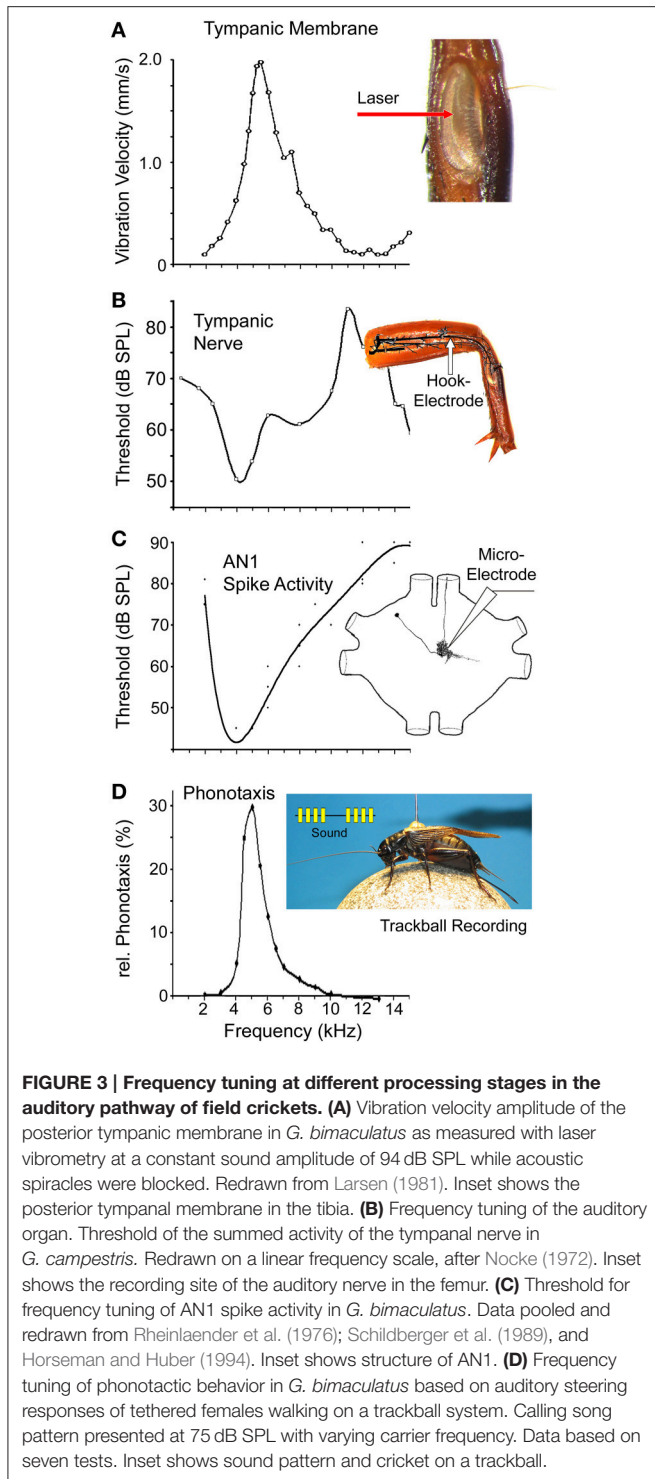 A
Tympanic Membrane
Vibration Velocity (mm/s)
2.0
1.0
0
Laser
B
Tympanic
Nerve
Threshold (dB SPL)
80
70
60
50
Hook-
Electrode
C
AN1
Spike Activity
Threshold (dB SPL)
90
80
70
60
50
Micro-
Electrode
D
Phonotaxis
rel. Phonotaxis (%)
30
20
10
0
Sound
Trackball Recording
2 4 6 8 10 12 14
Frequency (kHz)
FIGURE 3 | Frequency tuning at different processing stages in the
auditory pathway of field crickets. (A) Vibration velocity amplitude of the
posterior tympanic membrane in G. bimaculatus as measured with laser
vibrometry at a constant sound amplitude of 94 dB SPL while acoustic
spiracles were blocked. Redrawn from Larsen (1981). Inset shows the
posterior tympanal membrane in the tibia. (B) Frequency tuning of the auditory
organ. Threshold of the summed activity of the tympanal nerve in
G. campestris. Redrawn on a linear frequency scale, after Nocke (1972). Inset
shows the recording site of the auditory nerve in the femur. (C) Threshold for
frequency tuning of AN1 spike activity in G. bimaculatus. Data pooled and
redrawn from Rheinlaender et al. (1976); Schildberger et al. (1989), and
Horseman and Huber (1994). Inset shows structure of AN1. (D) Frequency
tuning of phonotactic behavior in G. bimaculatus based on auditory steering
responses of tethered females walking on a trackball system. Calling song
pattern presented at 75 dB SPL with varying carrier frequency. Data based on
seven tests. Inset shows sound pattern and cricket on a trackball.